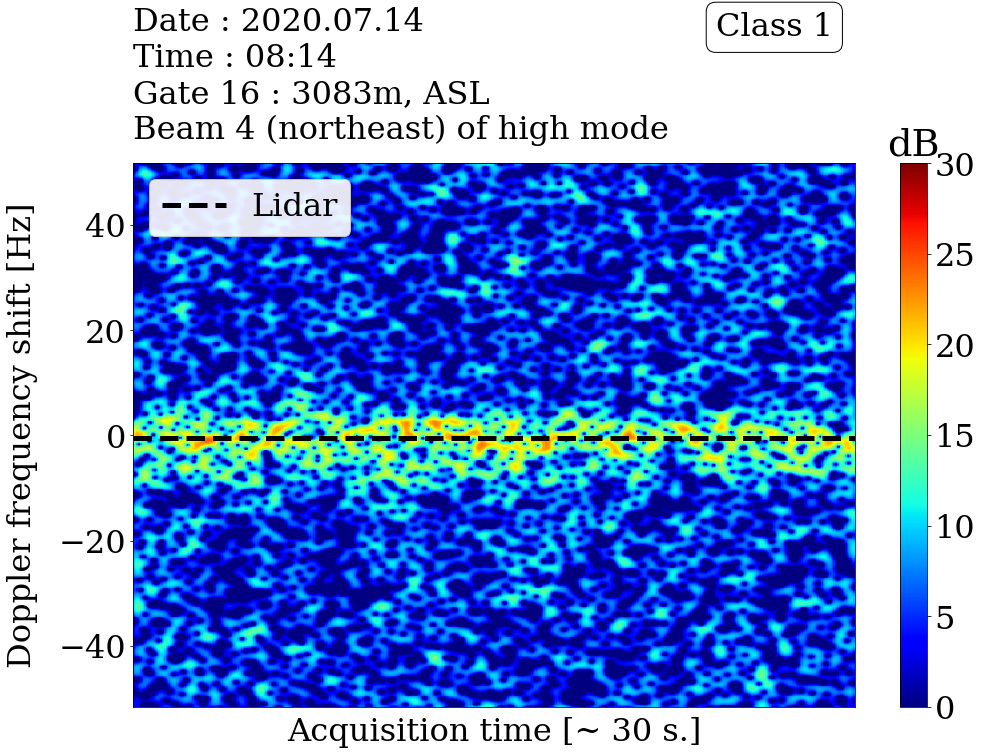 Date : 2020.07.14
Time : 08:14
Gate 16 : 3083m, ASL
Beam 4 (northeast) of high mode
Class 1
dB
Lidar
Doppler frequency shift [Hz]
40
20
0
−20
−40
Acquisition time [~ 30 s.]
30
25
20
15
10
5
0